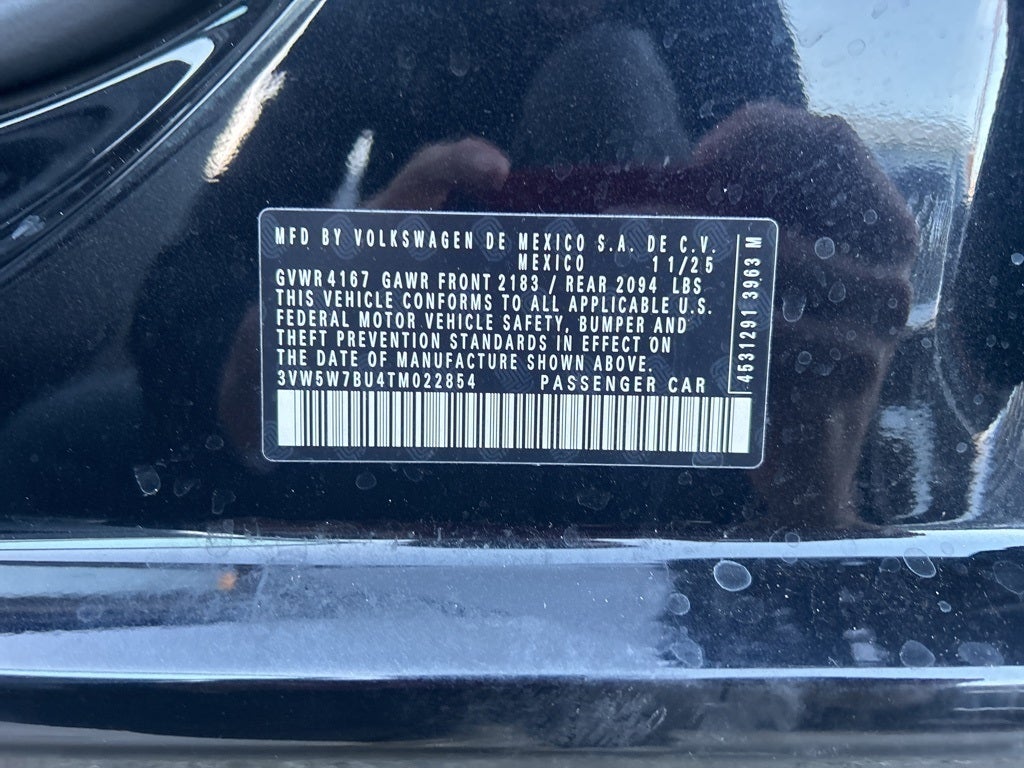 MFD BY VOLKSWAGEN DE MEXICO S.A. DE C.V.
MEXICO 11/25
GVWR 4167 GAWR FRONT 2183 / REAR 2094 LBS
THIS VEHICLE CONFORMS TO ALL APPLICABLE U.S.
FEDERAL MOTOR VEHICLE SAFETY, BUMPER AND
THEFT PREVENTION STANDARDS IN EFFECT ON
THE DATE OF MANUFACTURE SHOWN ABOVE.
3VW5W7BU4TM022854 PASSENGER CAR
4531291 3963 M